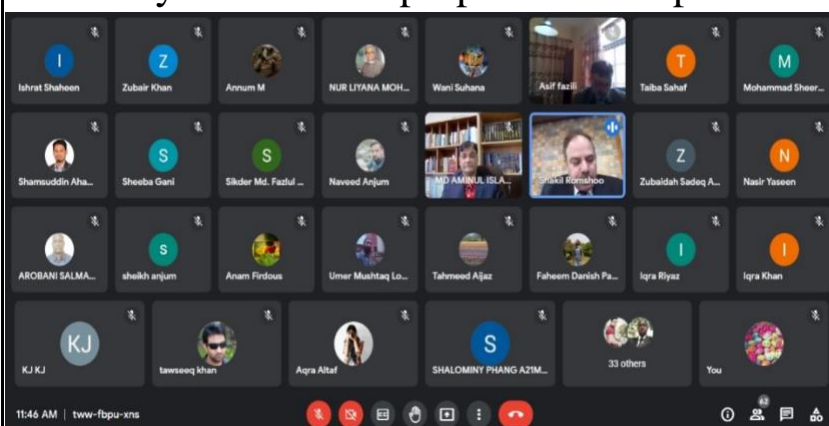 I Z T M
Ishrat Shaheen Zubair Khan Annum M NUR LIYANA MOH... Wani Suhana Asif fazili Taiba Sahaf Mohammad Sheer...
S S Z N
Shamsuddin Aha... Sheeba Gani Sikder Md. Fazlul ... Naveed Anjum MD AMINUL ISLA... Shakil Romshoo Zubaidah Sadeq A... Nasir Yaseen
S I I
AROBANI SALMA... sheikh anjum Anam Firdous Umer Mushtaq Lo... Tahmeed Aijaz Faheem Danish Pa... Iqra Riyaz Iqra Khan
KJ S 33 others
KJ KJ tawseeq khan Aqra Altaf SHALOMINY PHANG A21M... You
11:46 AM | tww-fbpu-xns 62